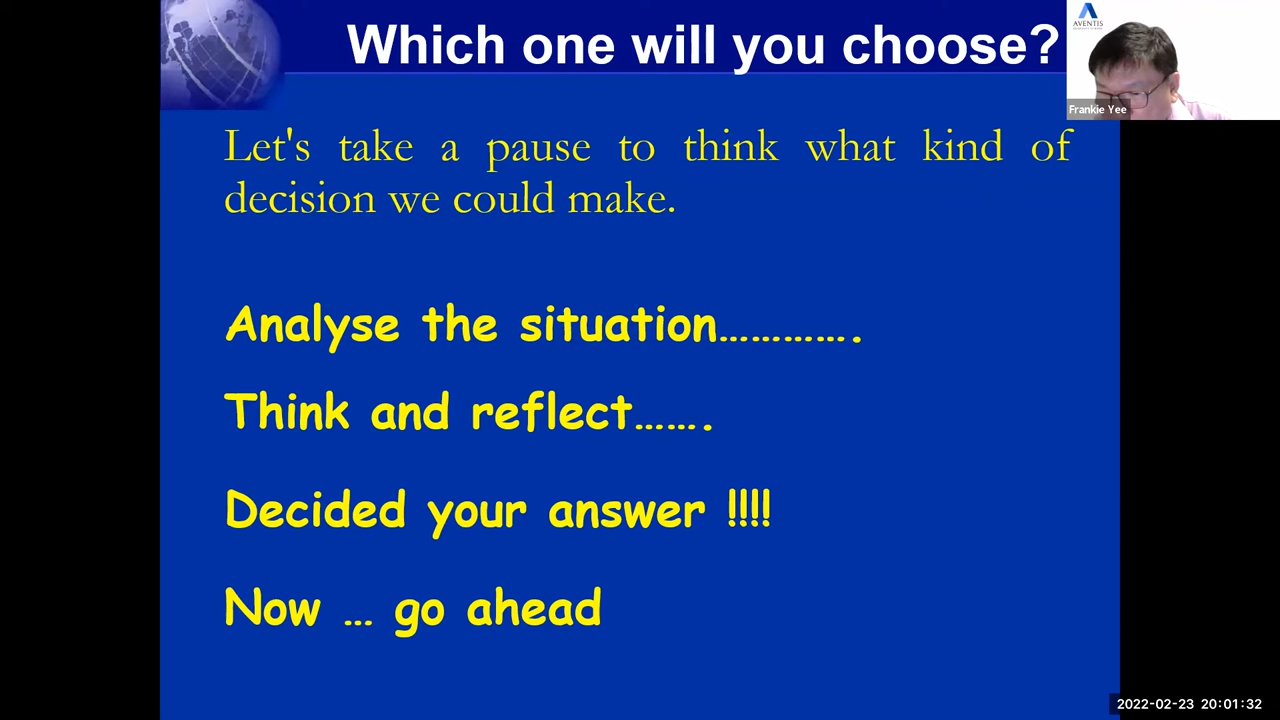 Which one will you choose?
AVENTIS
Frankie Yee
Let's take a pause to think what kind of
decision we could make.
Analyse the situation………….
Think and reflect…….
Decided your answer !!!!
Now … go ahead
2022-02-23 20:01:32